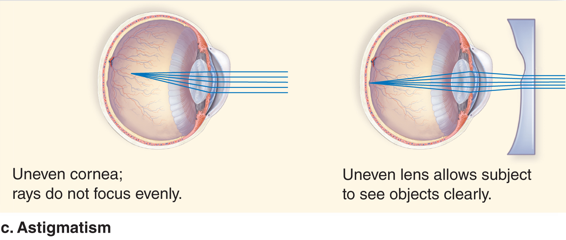 Uneven cornea;
rays do not focus evenly.
Uneven lens allows subject
to see objects clearly.
c. Astigmatism